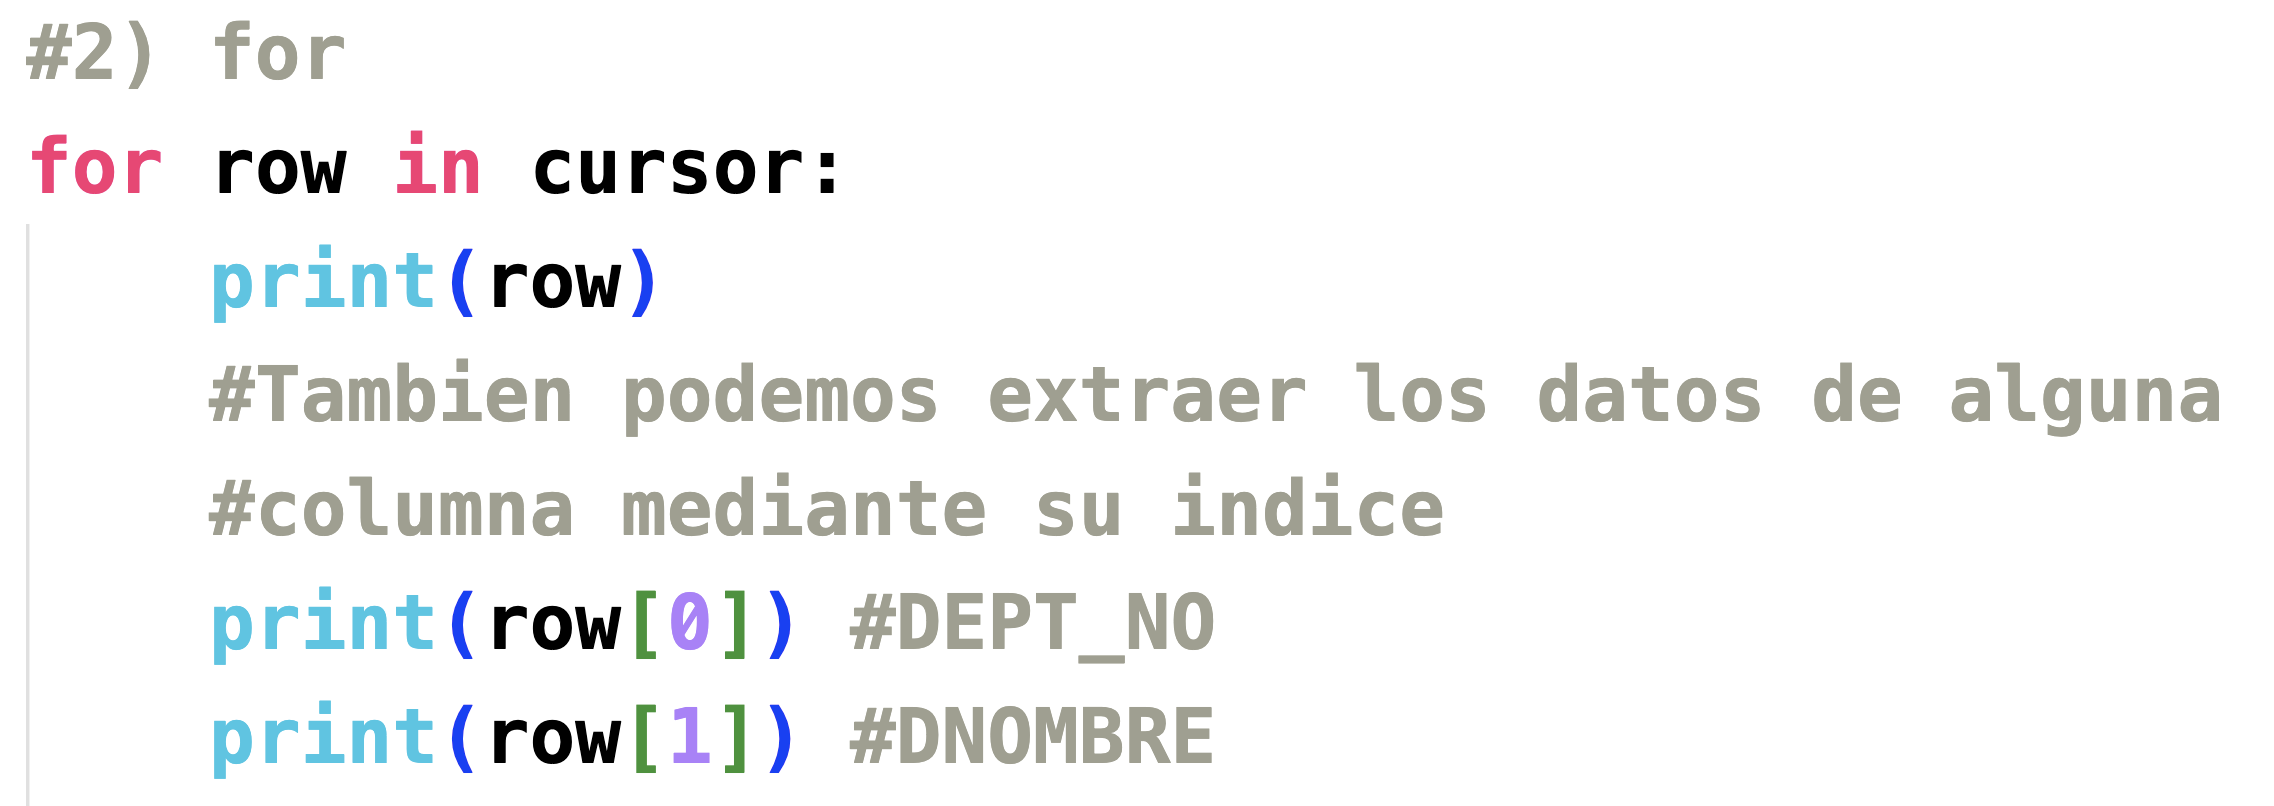 #2) for
for row in cursor:
    print(row)
    #Tambien podemos extraer los datos de alguna
    #columna mediante su indice
    print(row[0]) #DEPT_NO
    print(row[1]) #DNOMBRE